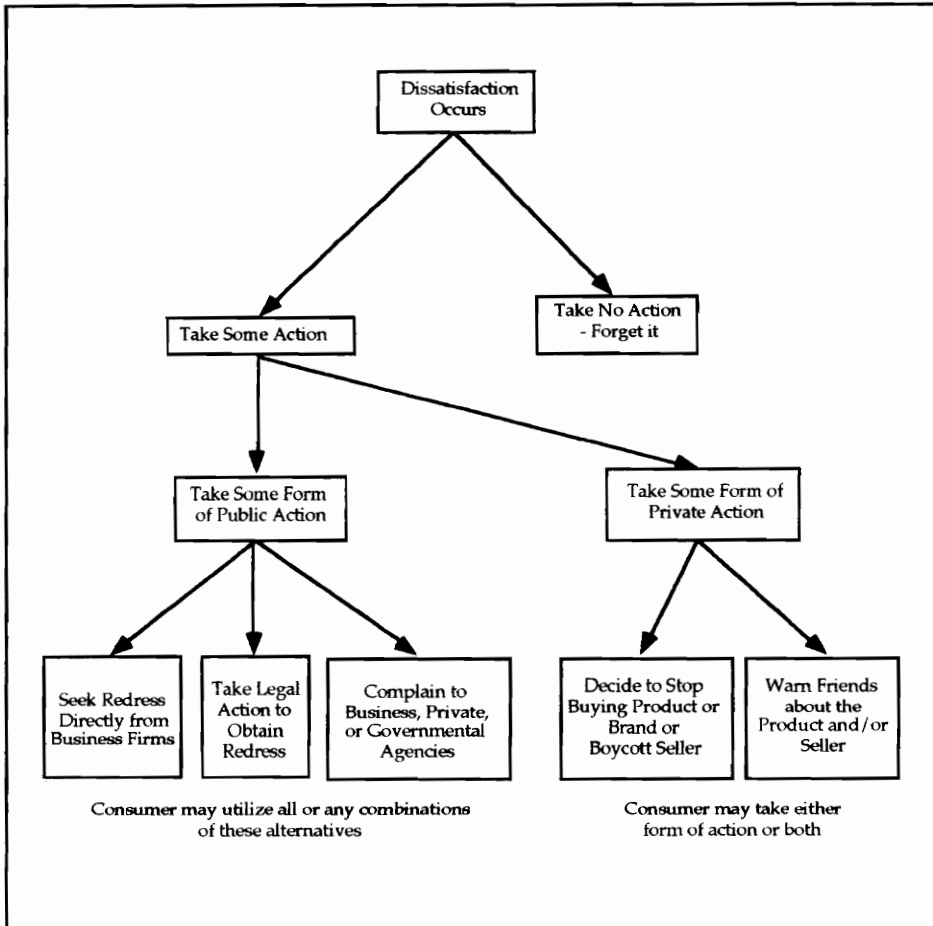 Dissatisfaction
Occurs
Take Some Action
Take No Action
- Forget it
Take Some Form
of Public Action
Take Some Form of
Private Action
Seek Redress
Directly from
Business Firms
Take Legal
Action to
Obtain
Redress
Complain to
Business, Private,
or Governmental
Agencies
Decide to Stop
Buying Product or
Brand or
Boycott Seller
Warn Friends
about the
Product and/or
Seller
Consumer may utilize all or any combinations
of these alternatives
Consumer may take either
form of action or both